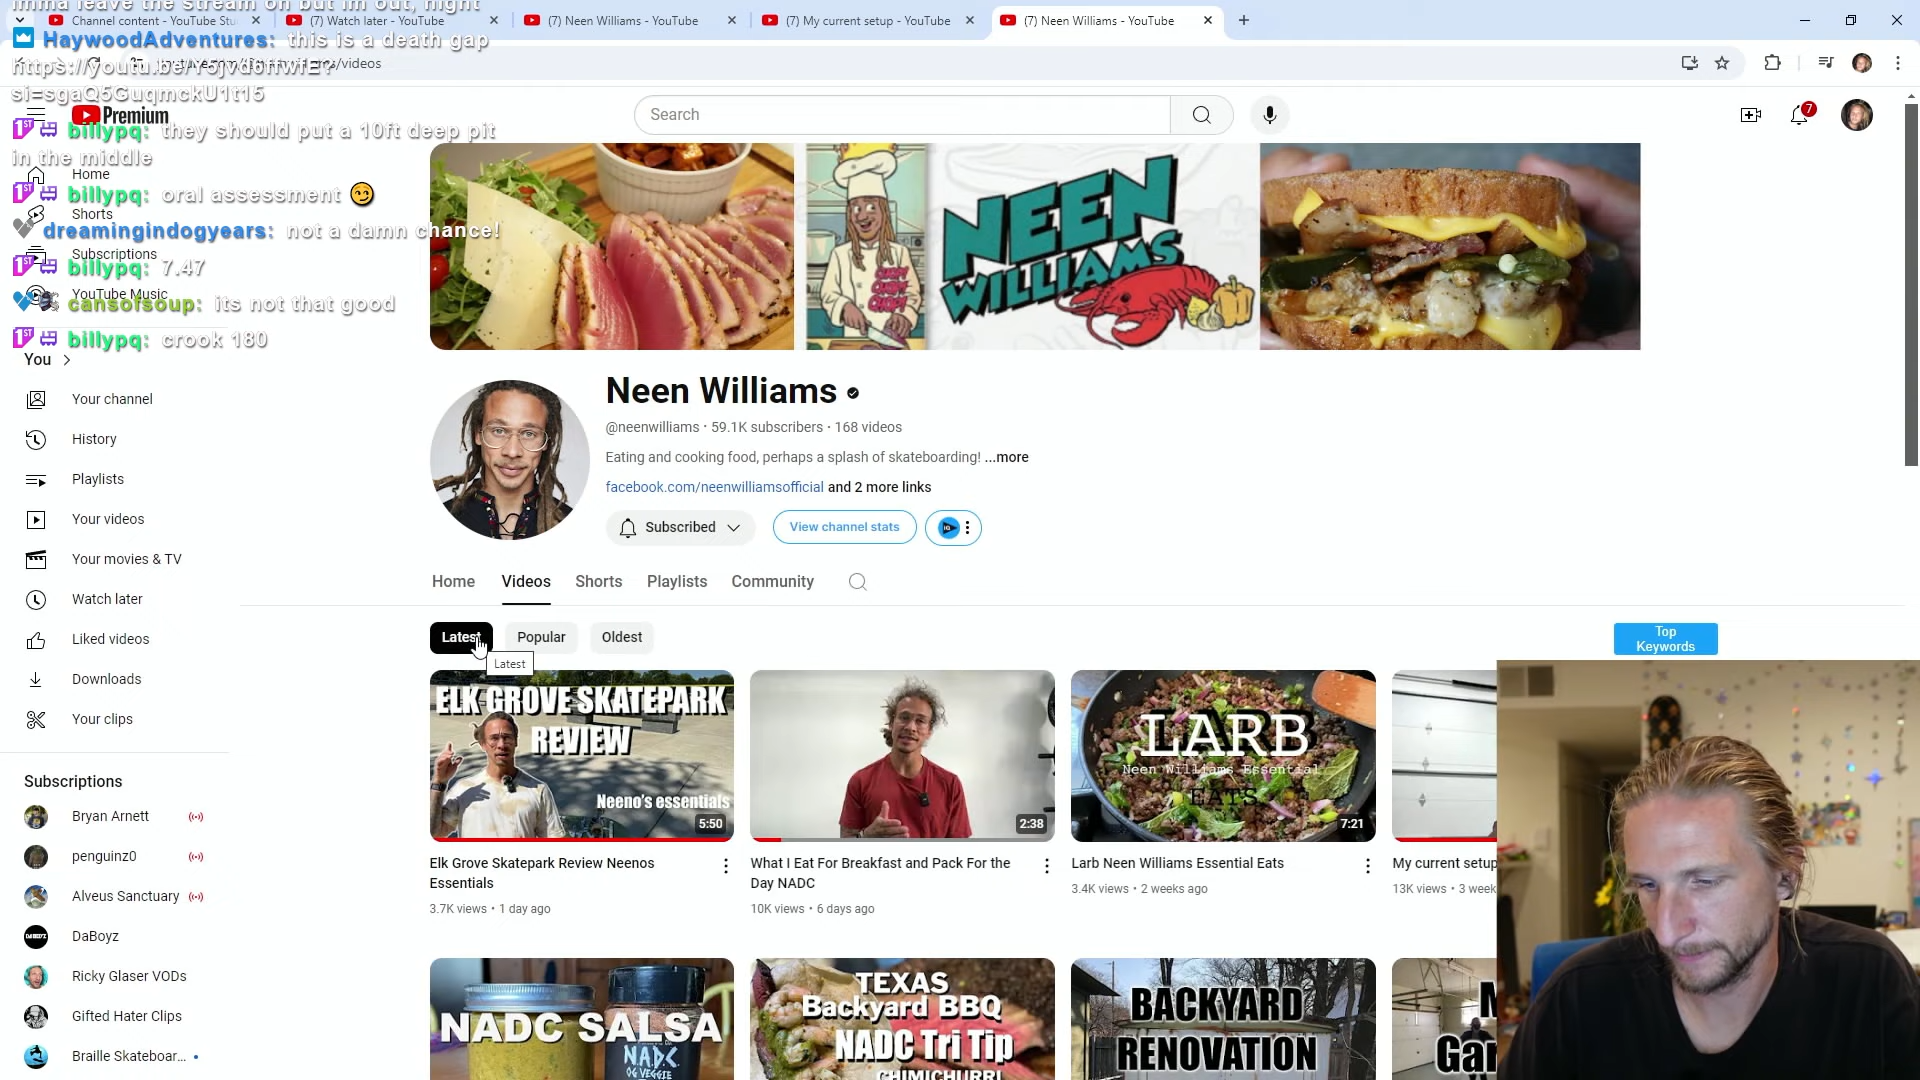 Channel content - YouTube Stu
(7) Watch later - YouTube
(7) Neen Williams - YouTube
(7) My current setup - YouTube
(7) Neen Williams - YouTube
imma leave the stream on but im out, night
HaywoodAdventures: this is a death gap
/videos
si=sgaQ5GuqmckU1t15
Premium
Search
7
billypq: they should put a 10ft deep pit
in the middle
Home
billypq: oral assessment
Shorts
dreamingindogyears: not a damn chance!
Subscriptions
billypq: 7.47
YouTube Music
cansofsoup: its not that good
billypq: crook 180
You
Your channel
History
Playlists
Your videos
Your movies & TV
Watch later
Liked videos
Downloads
Your clips
Subscriptions
Bryan Arnett
penguinz0
Alveus Sanctuary
DaBoyz
Ricky Glaser VODs
Gifted Hater Clips
Braille Skateboar...
NEEN
WILLIAMS
Neen Williams
@neenwilliams • 59.1K subscribers • 168 videos
Eating and cooking food, perhaps a splash of skateboarding! ...more
facebook.com/neenwilliamsofficial and 2 more links
Subscribed
View channel stats
Home
Videos
Shorts
Playlists
Community
Latest
Popular
Oldest
Latest
Top
Keywords
ELK GROVE SKATEPARK
REVIEW
Neeno's essentials
5:50
Elk Grove Skatepark Review Neenos
Essentials
3.7K views • 1 day ago
2:38
What I Eat For Breakfast and Pack For the
Day NADC
10K views • 6 days ago
LARB
Neen Williams Essential
EATS
7:21
Larb Neen Williams Essential Eats
3.4K views • 2 weeks ago
My current setup
13K views • 3 week
NADC SALSA
N.A.D.C.
OG VEGGIE
TEXAS
Backyard BBQ
NADC Tri Tip
CHIMICHURRI
BACKYARD
RENOVATION
Gar